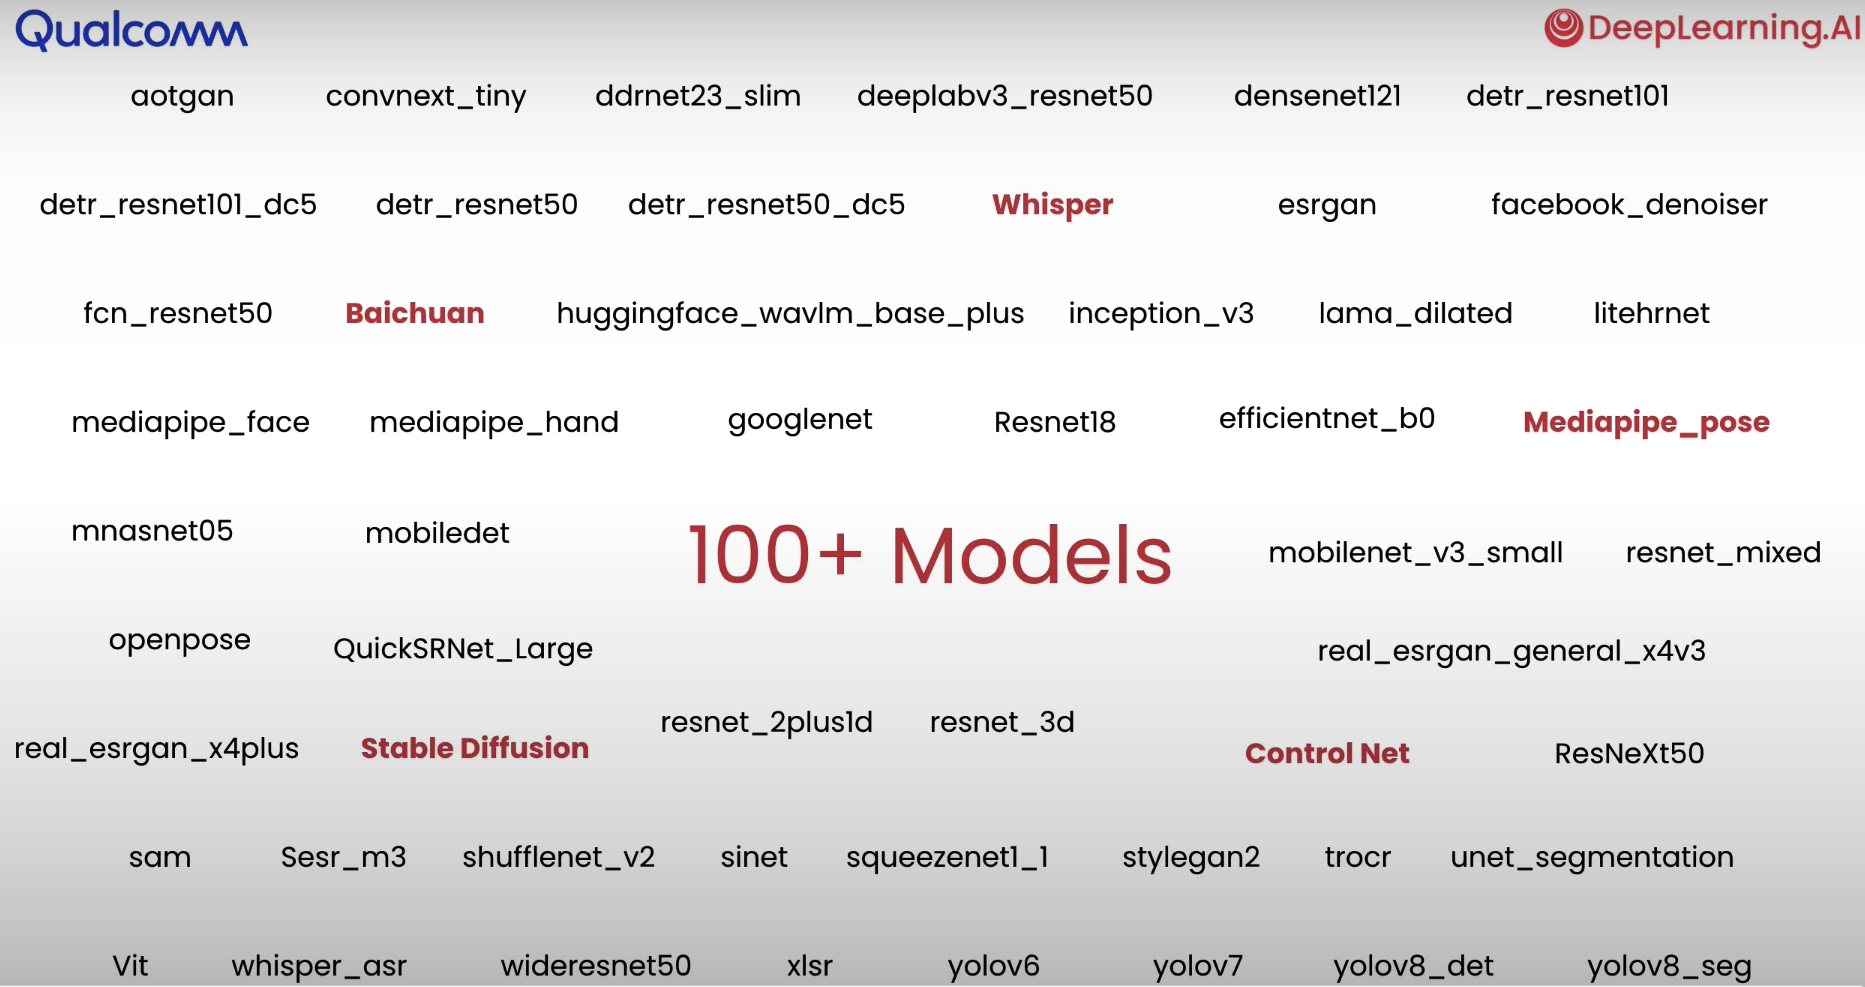 Qualcomm DeepLearning.AI
aotgan convnext_tiny ddrnet23_slim deeplabv3_resnet50 densenet121 detr_resnet101
detr_resnet101_dc5 detr_resnet50 detr_resnet50_dc5 Whisper esrgan facebook_denoiser
fcn_resnet50 Baichuan huggingface_wavlm_base_plus inception_v3 lama_dilated litehrnet
mediapipe_face mediapipe_hand googlenet Resnet18 efficientnet_b0 Mediapipe_pose
mnasnet05 mobiledet 100+ Models mobilenet_v3_small resnet_mixed
openpose QuickSRNet_Large real_esrgan_general_x4v3
resnet_2plus1d resnet_3d
real_esrgan_x4plus Stable Diffusion Control Net ResNeXt50
sam Sesr_m3 shufflenet_v2 sinet squeezenet1_1 stylegan2 trocr unet_segmentation
Vit whisper_asr wideresnet50 xlsr yolov6 yolov7 yolov8_det yolov8_seg